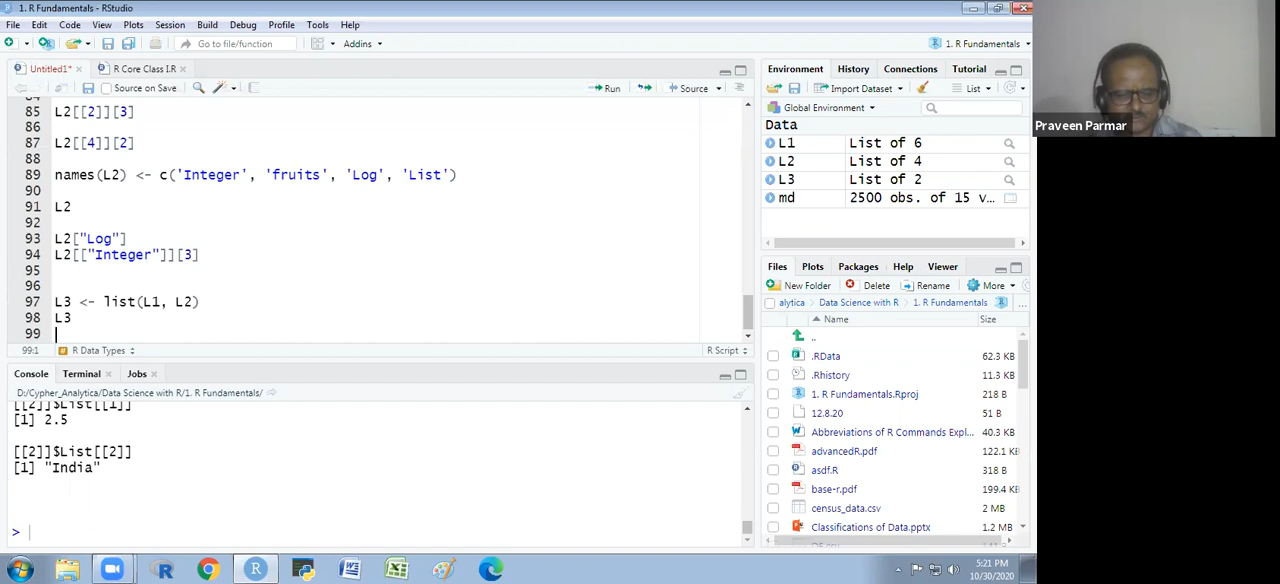 1. R Fundamentals - RStudio
File Edit Code View Plots Session Build Debug Profile Tools Help
Go to file/function Addins 1. R Fundamentals
Untitled1* R Core Class I.R
Source on Save Run Source
84
85 L2[[2]][3]
86
87 L2[[4]][2]
88
89 names(L2) <- c('Integer', 'fruits', 'Log', 'List')
90
91 L2
92
93 L2["Log"]
94 L2[["Integer"]][3]
95
96
97 L3 <- list(L1, L2)
98 L3
99
99:1 R Data Types R Script
Console Terminal Jobs
D:/Cypher_Analytica/Data Science with R/1. R Fundamentals/
[[2]]$List[[1]]
[1] 2.5
[[2]]$List[[2]]
[1] "India"
>
Environment History Connections Tutorial
Import Dataset List
Global Environment
Data
L1 List of 6
L2 List of 4
L3 List of 2
md 2500 obs. of 15 v...
Files Plots Packages Help Viewer
New Folder Delete Rename More
alytica Data Science with R 1. R Fundamentals ...
Name Size
..
.RData 62.3 KB
.Rhistory 11.3 KB
1. R Fundamentals.Rproj 218 B
12.8.20 51 B
Abbreviations of R Commands Expl... 40.3 KB
advancedR.pdf 122.1 KB
asdf.R 318 B
base-r.pdf 199.4 KB
census_data.csv 2 MB
Classifications of Data.pptx 1.2 MB
Praveen Parmar
5:21 PM
10/30/2020